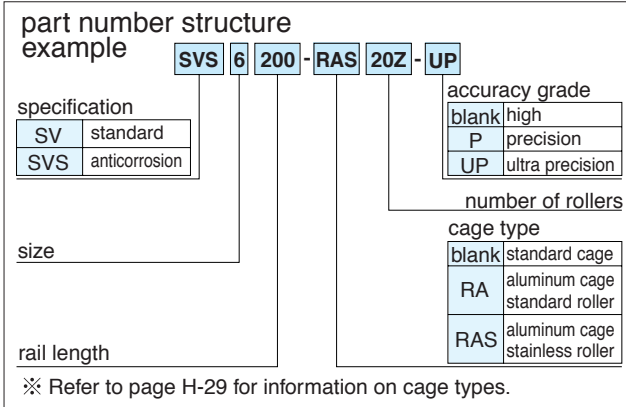 part number structure
example
SVS 6 200 - RAS 20Z - UP
specification
SV standard
SVS anticorrosion
size
rail length
accuracy grade
blank high
P precision
UP ultra precision
number of rollers
cage type
blank standard cage
RA aluminum cage
standard roller
RAS aluminum cage
stainless roller
※ Refer to page H-29 for information on cage types.